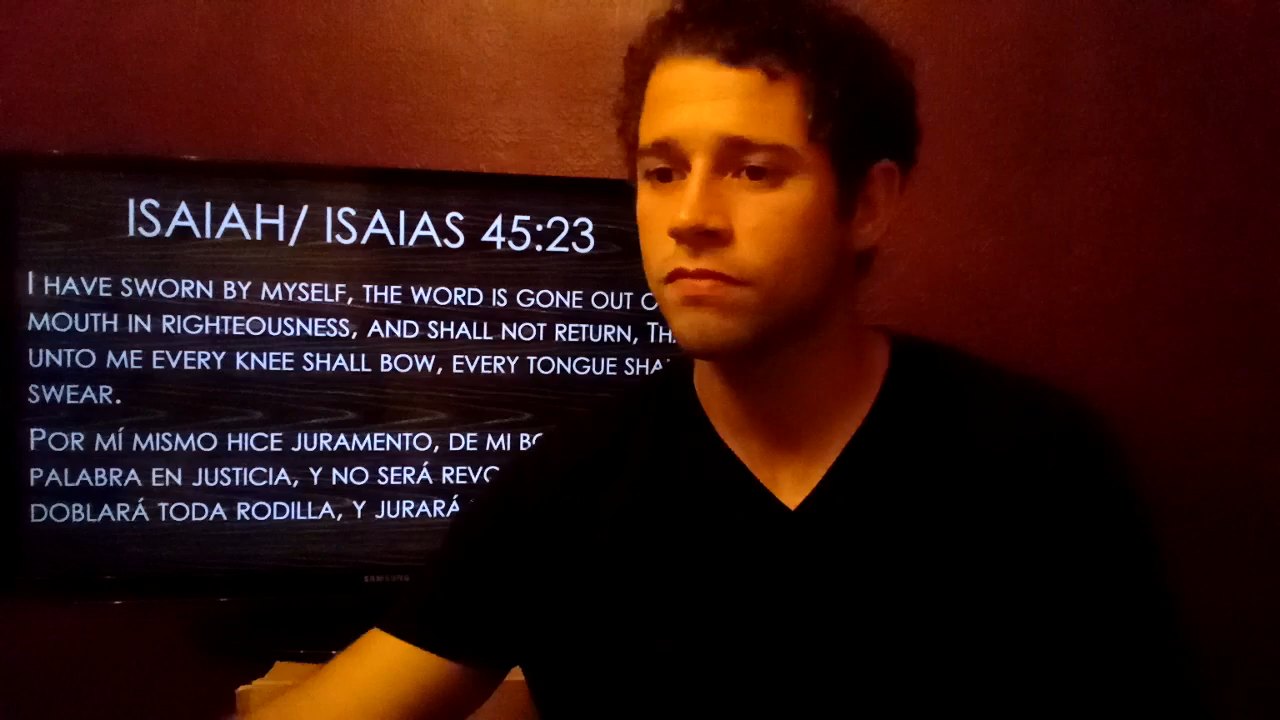 ISAIAH/ ISAIAS 45:23
I HAVE SWORN BY MYSELF, THE WORD IS GONE OUT
MOUTH IN RIGHTEOUSNESS, AND SHALL NOT RETURN,
UNTO ME EVERY KNEE SHALL BOW, EVERY TONGUE
SWEAR.
POR MÍ MISMO HICE JURAMENTO, DE MI
PALABRA EN JUSTICIA, Y NO SERÁ
DOBLARÁ TODA RODILLA, Y JURARÁ
SAMSUNG